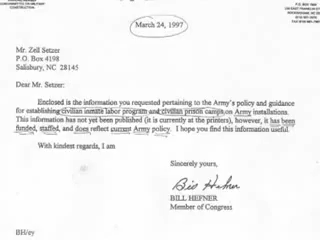 CONSTRUCTION
P.O. BOX
March 24, 1997
Mr. Zell Setzer
P.O. Box 4198
Salisbury, NC 28145
Dear Mr. Setzer:
Enclosed is the information you requested pertaining to the Army's policy and guidance
for establishing civilian inmate labor program and civilian prison camps on Army installations.
This information has not yet been published (it is currently at the printers), however, it has been
funded, staffed, and does reflect current Army policy. I hope you find this information useful.
With kindest regards, I am
Sincerely yours,
Bill Hefner
BILL HEFNER
Member of Congress
BH/ey